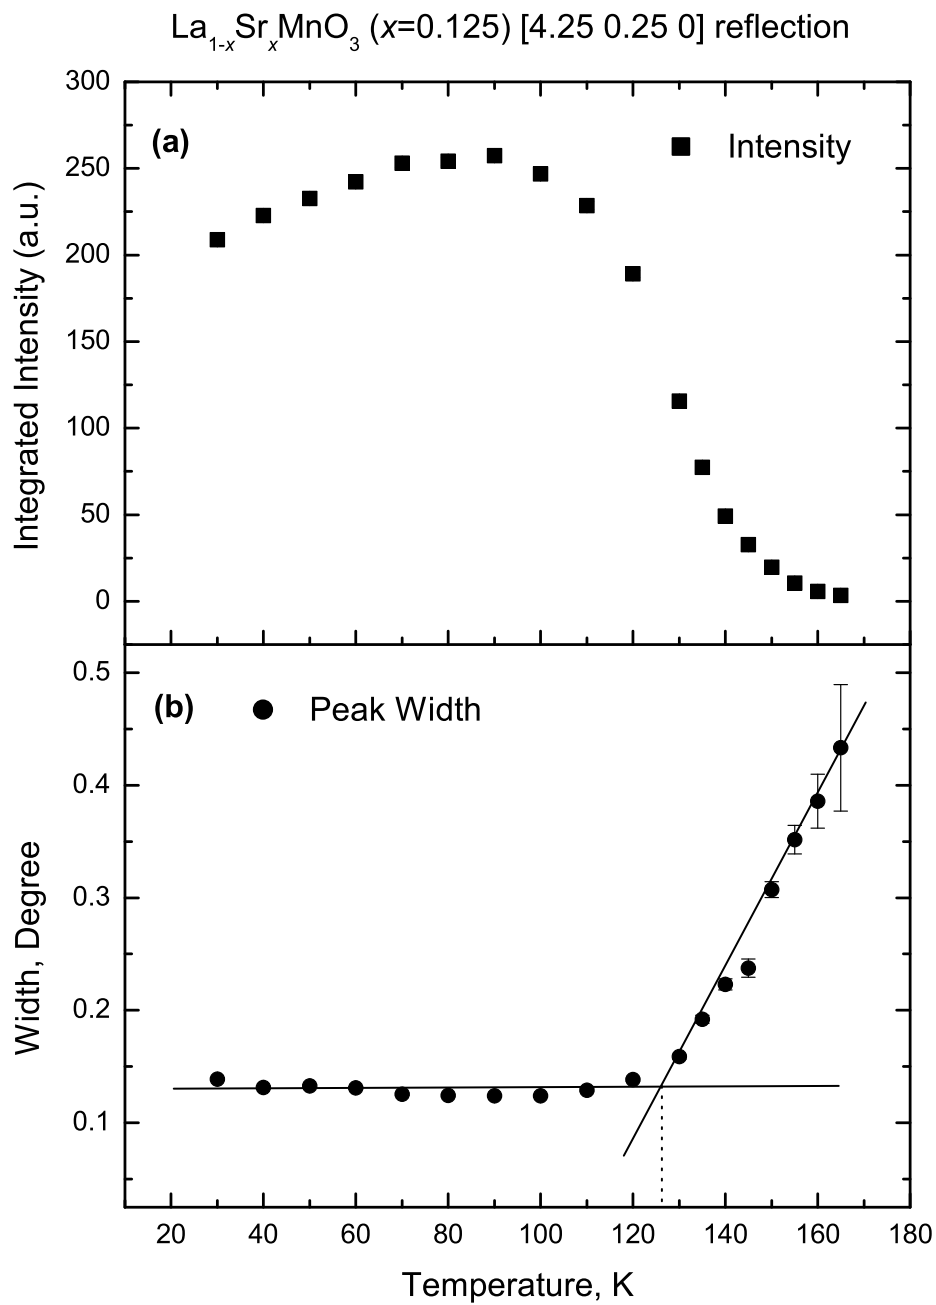 La1-xSrxMnO3 (x=0.125) [4.25 0.25 0] reflection
300
(a)
Intensity
250
200
150
100
50
0
Integrated Intensity (a.u.)
0.5
(b)
Peak Width
0.4
0.3
0.2
0.1
Width, Degree
20 40 60 80 100 120 140 160 180
Temperature, K